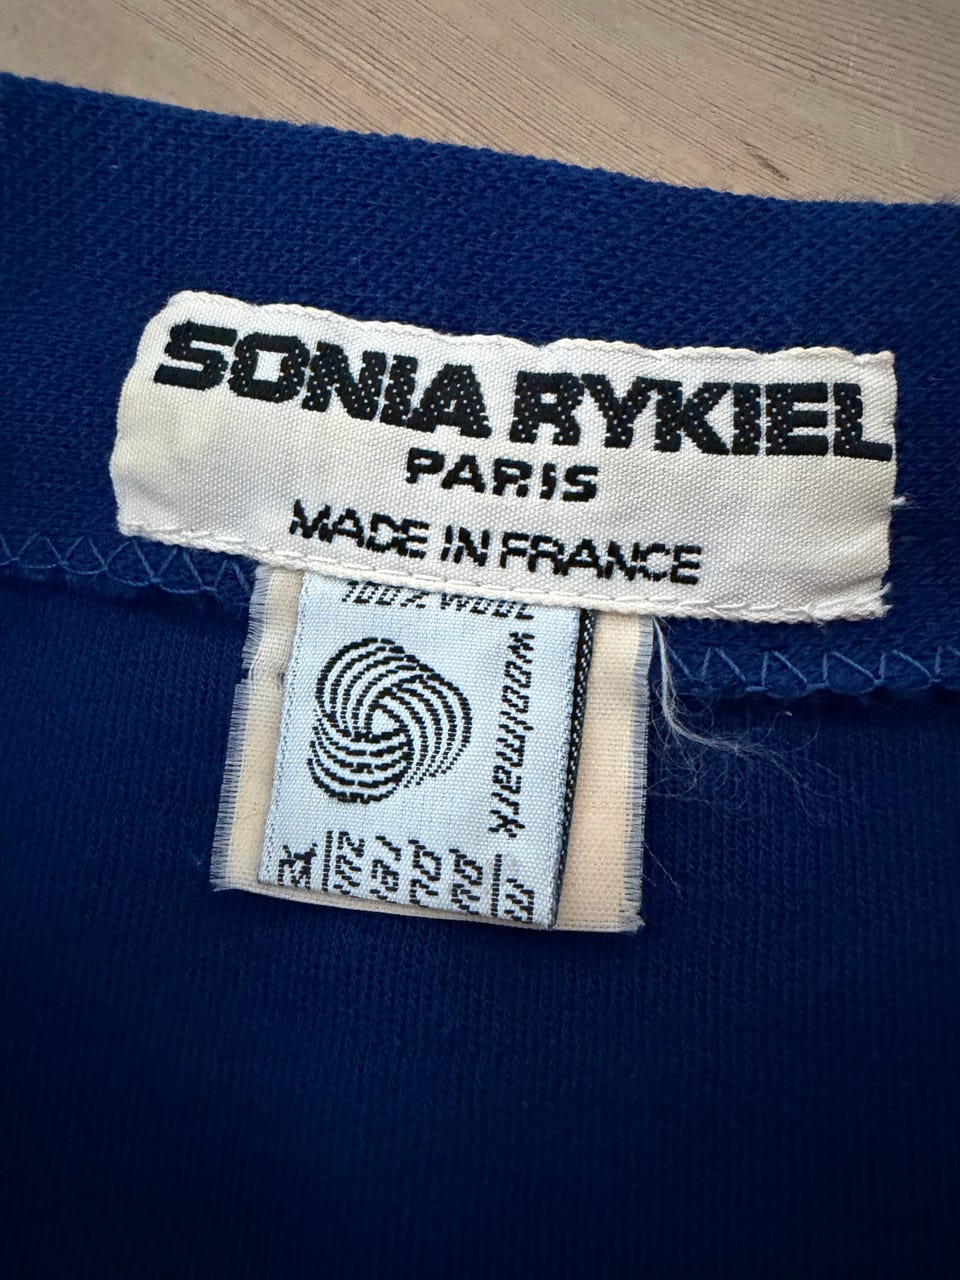 SONIA RYKIEL
PARIS
MADE IN FRANCE
100% WOOL
woolmark